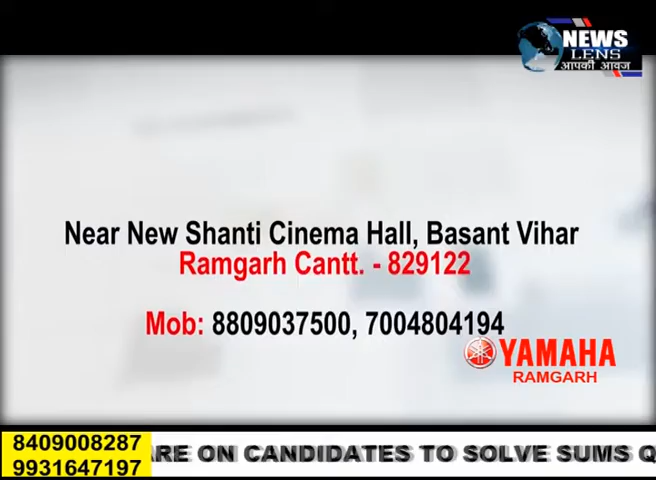 NEWS
LENS
आपकी आवाज
Near New Shanti Cinema Hall, Basant Vihar
Ramgarh Cantt. - 829122
Mob: 8809037500, 7004804194
YAMAHA
RAMGARH
8409008287
9931647197
ARE ON CANDIDATES TO SOLVE SUMS Q